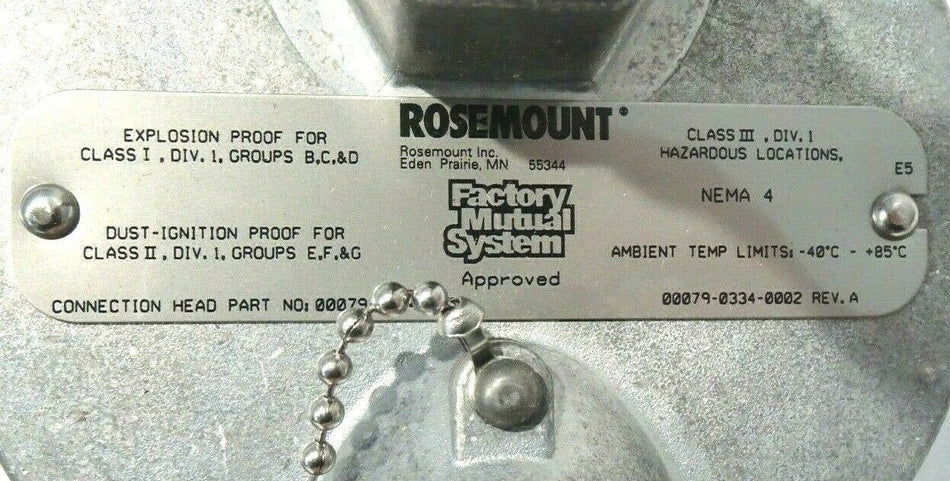 ROSEMOUNT®
Rosemount Inc.
Eden Prairie, MN 55344
Factory
Mutual
System
Approved
EXPLOSION PROOF FOR
CLASS I , DIV. 1, GROUPS B,C,&D
DUST-IGNITION PROOF FOR
CLASS II , DIV. 1, GROUPS E,F,&G
CONNECTION HEAD PART NO: 00079
CLASS III , DIV. 1
HAZARDOUS LOCATIONS,
E5
NEMA 4
AMBIENT TEMP LIMITS: -40°C - +85°C
00079-0334-0002 REV. A